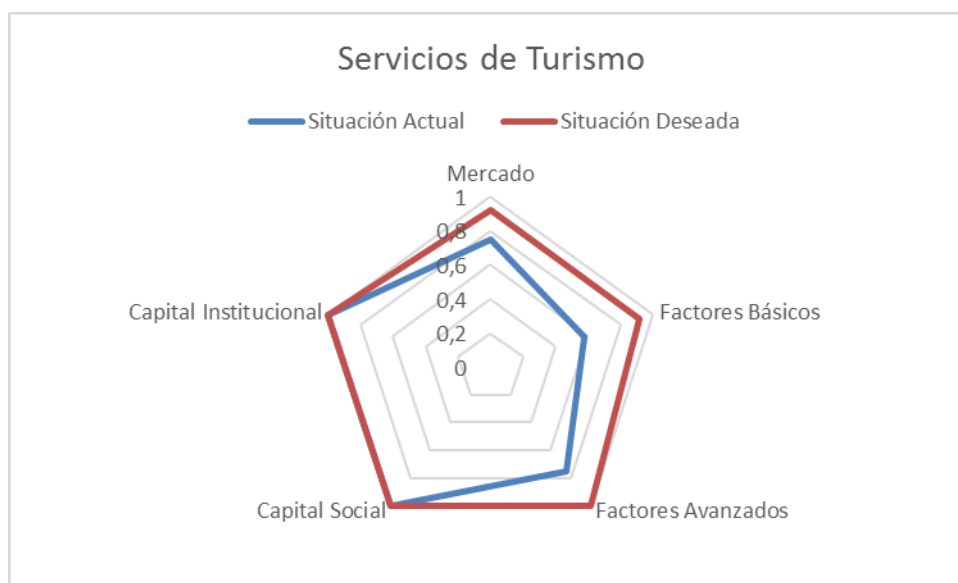 Servicios de Turismo
Situación Actual
Situación Deseada
Mercado
1
0,8
0,6
0,4
0,2
0
Factores Básicos
Factores Avanzados
Capital Social
Capital Institucional